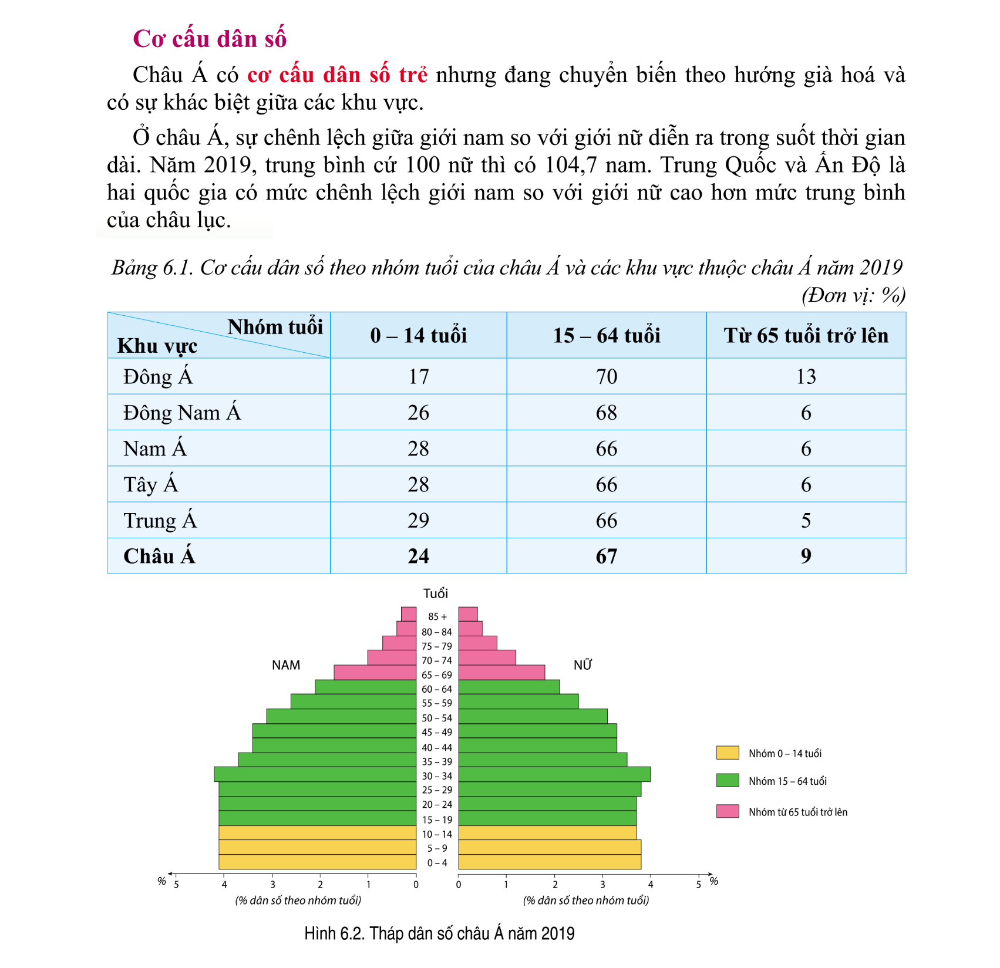 Cơ cấu dân số
Châu Á có cơ cấu dân số trẻ nhưng đang chuyển biến theo hướng già hoá và
có sự khác biệt giữa các khu vực.
Ở châu Á, sự chênh lệch giữa giới nam so với giới nữ diễn ra trong suốt thời gian
dài. Năm 2019, trung bình cứ 100 nữ thì có 104,7 nam. Trung Quốc và Ấn Độ là
hai quốc gia có mức chênh lệch giới nam so với giới nữ cao hơn mức trung bình
của châu lục.
Bảng 6.1. Cơ cấu dân số theo nhóm tuổi của châu Á và các khu vực thuộc châu Á năm 2019
(Đơn vị: %)
Nhóm tuổi
Khu vực
0 – 14 tuổi 15 – 64 tuổi Từ 65 tuổi trở lên
Đông Á 17 70 13
Đông Nam Á 26 68 6
Nam Á 28 66 6
Tây Á 28 66 6
Trung Á 29 66 5
Châu Á 24 67 9
Tuổi
85 +
80 – 84
75 – 79
70 – 74
NAM NỮ
65 – 69
60 – 64
55 – 59
50 – 54
45 – 49
40 – 44
35 – 39
30 – 34
25 – 29
20 – 24
15 – 19
10 – 14
5 – 9
0 – 4
Nhóm 0 – 14 tuổi
Nhóm 15 – 64 tuổi
Nhóm từ 65 tuổi trở lên
% 5 4 3 2 1 0 0 1 2 3 4 5 %
(% dân số theo nhóm tuổi) (% dân số theo nhóm tuổi)
Hình 6.2. Tháp dân số châu Á năm 2019